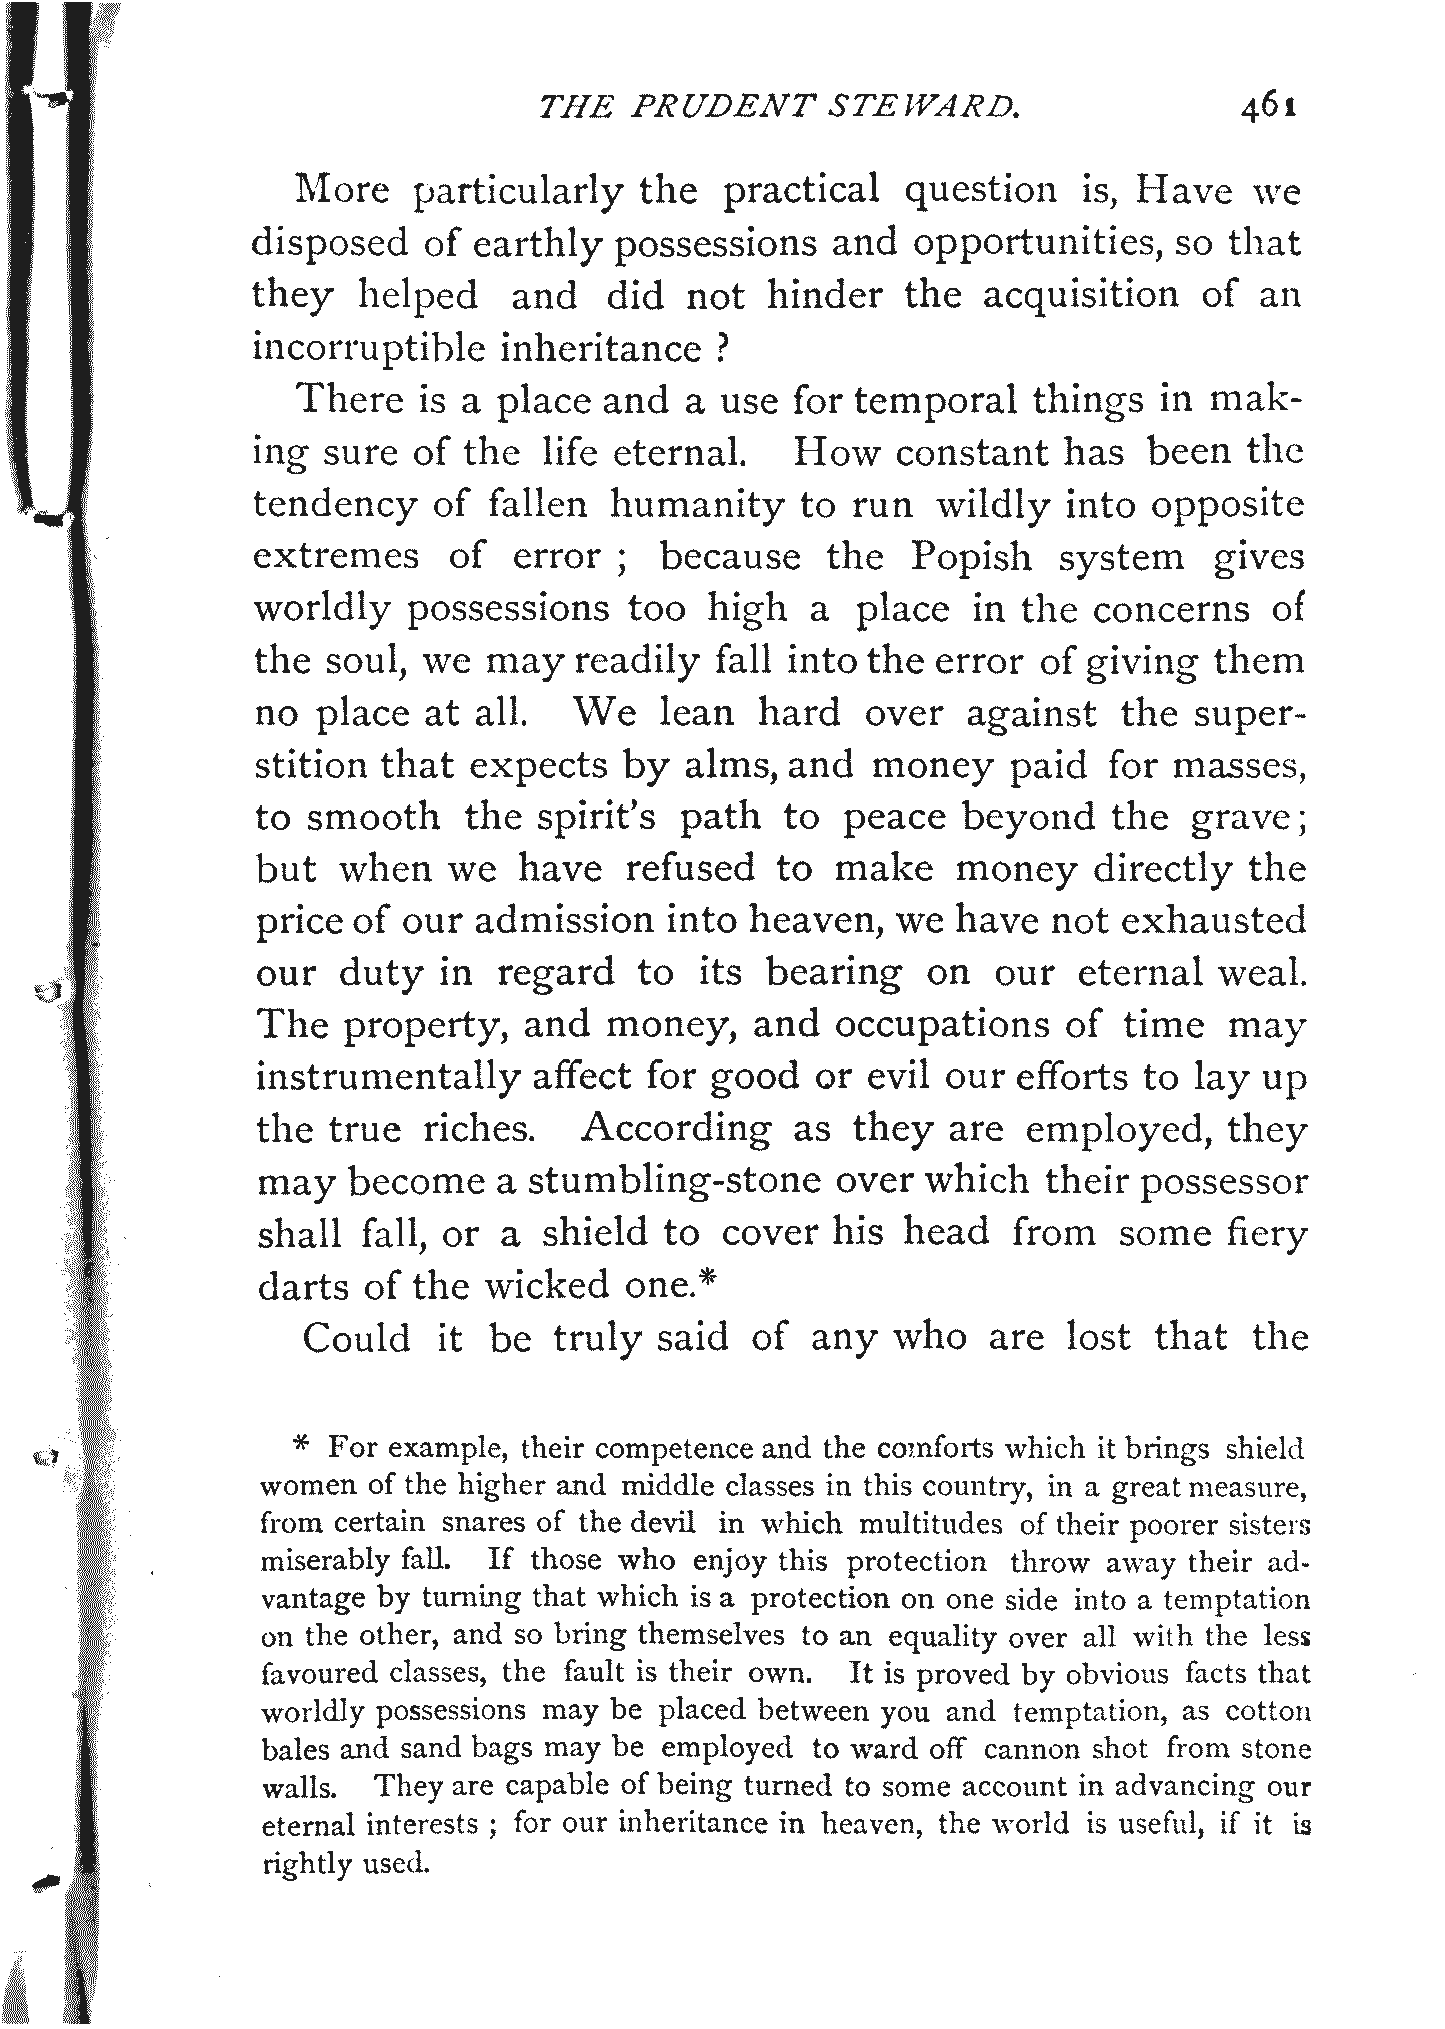 THE PRUDENT STEWARD. 461
More particularly the practical question is, Have we
disposed of earthly possessions and opportunities, so that
they helped and did not hinder the acquisition of an
incorruptible inheritance ?
There is a place and a use for temporal things in mak-
ing sure of the life eternal. How constant has been the
tendency of fallen humanity to run wildly into opposite
extremes of error ; because the Popish system gives
worldly possessions too high a place in the concerns of
the soul, we may readily fall into the error of giving them
no place at all. We lean hard over against the super-
stition that expects by alms, and money paid for masses,
to smooth the spirit's path to peace beyond the grave;
but when we have refused to make money directly the
price of our admission into heaven, we have not exhausted
our duty in regard to its bearing on our eternal weal.
The property, and money, and occupations of time may
instrumentally affect for good or evil our efforts to lay up
the true riches. According as they are employed, they
may become a stumbling-stone over which their possessor
shall fall, or a shield to cover his head from some fiery
darts of the wicked one.*
Could it be truly said of any who are lost that the
* For example, their competence and the comforts which it brings shield
women of the higher and middle classes in this country, in a great measure,
from certain snares of the devil in which multitudes of their poorer sisters
miserably fall. If those who enjoy this protection throw away their ad-
vantage by turning that which is a protection on one side into a temptation
on the other, and so bring themselves to an equality over all with the less
favoured classes, the fault is their own. It is proved by obvious facts that
worldly possessions may be placed between you and temptation, as cotton
bales and sand bags may be employed to ward off cannon shot from stone
walls. They are capable of being turned to some account in advancing our
eternal interests ; for our inheritance in heaven, the world is useful, if it is
rightly used.